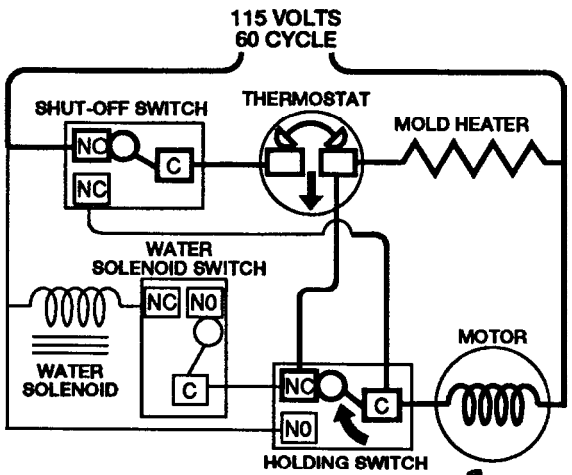 115 VOLTS
60 CYCLE
SHUT-OFF SWITCH
THERMOSTAT
MOLD HEATER
NC
C
NC
WATER
SOLENOID SWITCH
NC
NO
MOTOR
WATER
SOLENOID
C
NC
C
NO
HOLDING SWITCH